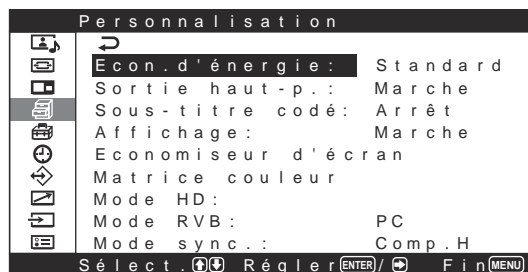 Personnalisation
Econ.d'énergie: Standard
Sortie haut-p.: Marche
Sous-titre codé: Arrêt
Affichage: Marche
Economiseur d'écran
Matrice couleur
Mode HD:
Mode RVB: PC
Mode sync.: Comp.H
Sélect. Régler ENTER / Fin MENU